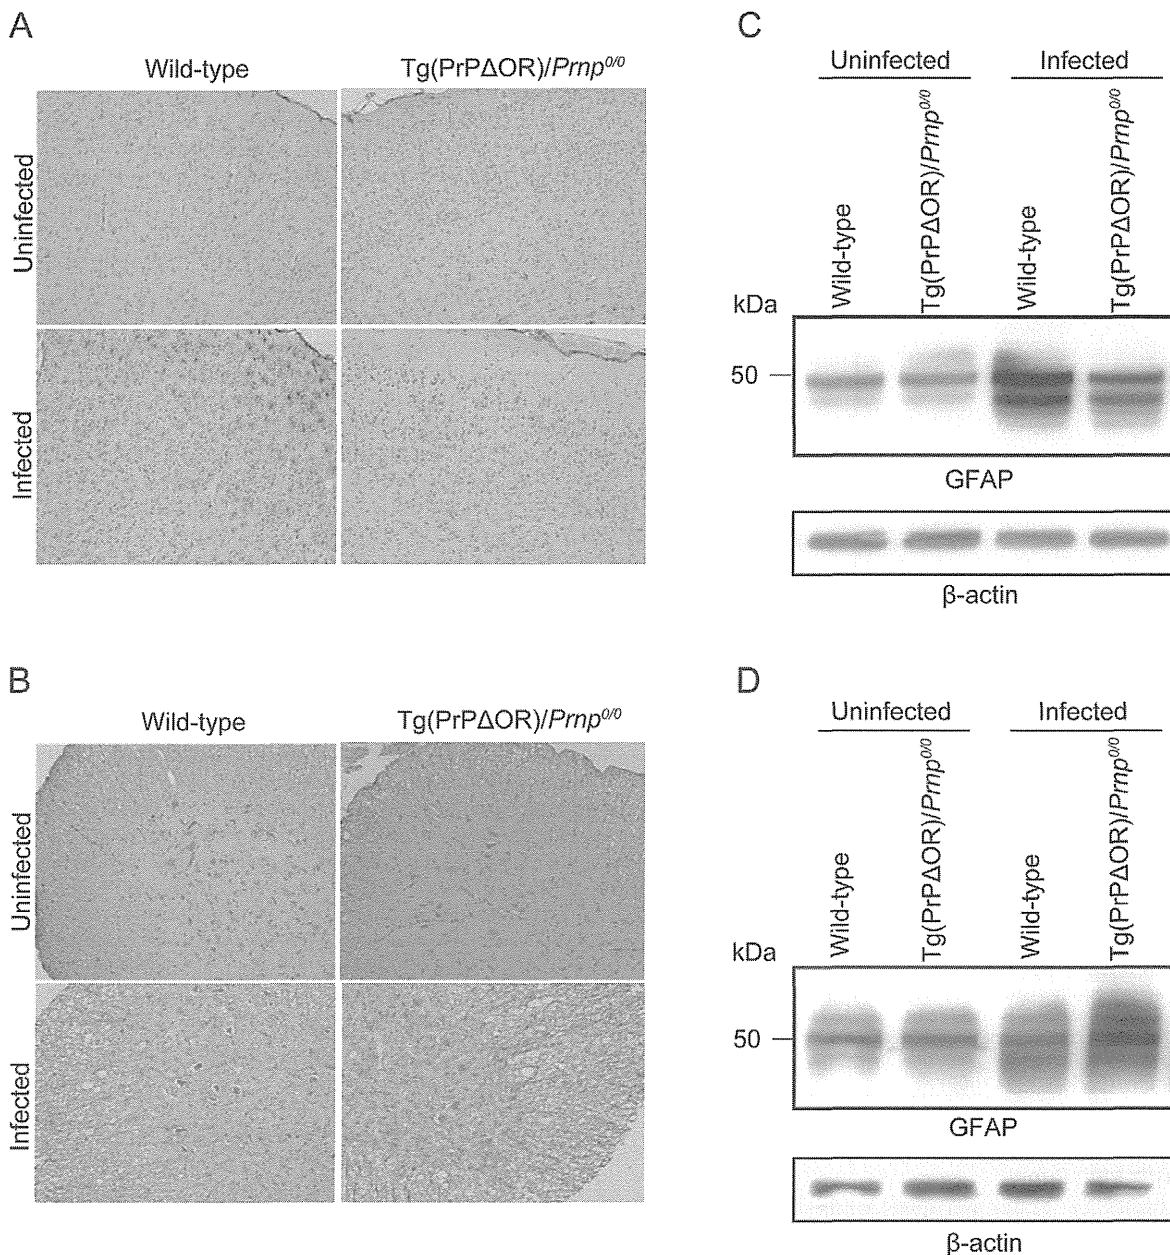 A
Wild-type
Tg(PrPΔOR)/Prnp0/0
Uninfected
Infected
B
Wild-type
Tg(PrPΔOR)/Prnp0/0
Uninfected
Infected
C
Uninfected
Infected
Wild-type
Tg(PrPΔOR)/Prnp0/0
Wild-type
Tg(PrPΔOR)/Prnp0/0
kDa
50
GFAP
β-actin
D
Uninfected
Infected
Wild-type
Tg(PrPΔOR)/Prnp0/0
Wild-type
Tg(PrPΔOR)/Prnp0/0
kDa
50
GFAP
β-actin